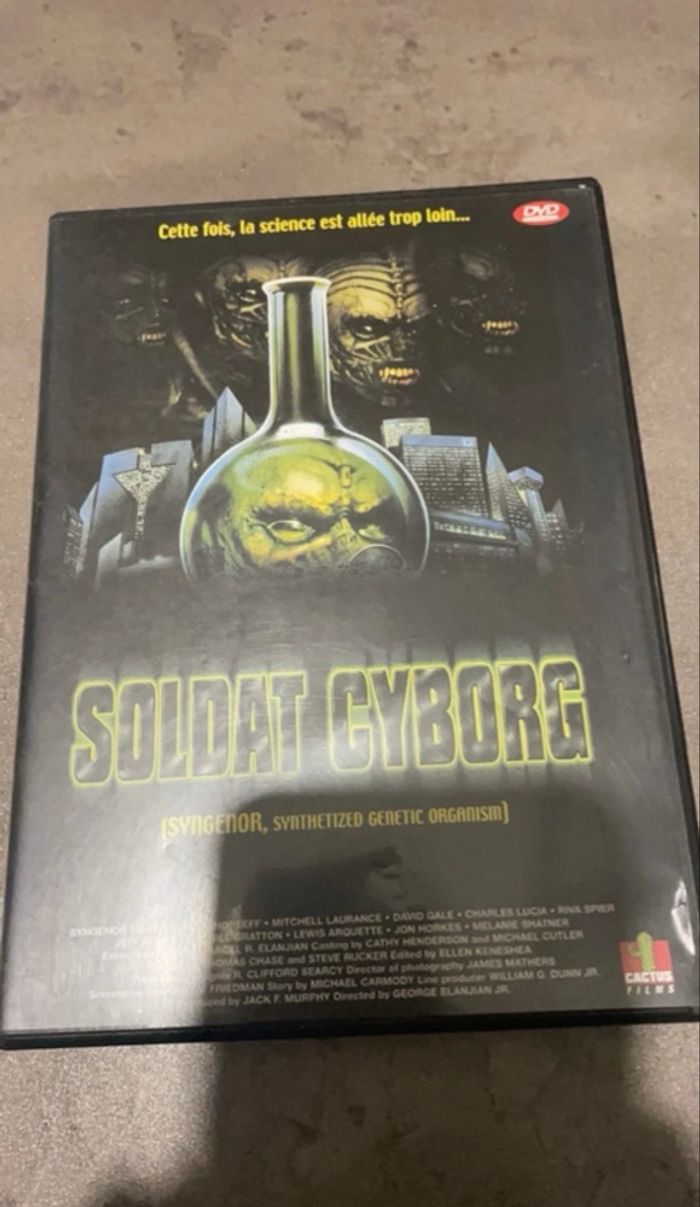 Cette fois, la science est allée trop loin...
DVD
SOLDAT CYBORG
(SYNGENOR, SYNTHETIZED GENETIC ORGANISM)
SYNGENOR • MITCHELL LAURANCE • DAVID GALE • CHARLES LUCIA • RIVA SPIER
BRATTON • LEWIS ARQUETTE • JON HORKES • MELANIE SHATNER
R. ELANJIAN Casting by CATHY HENDERSON and MICHAEL CUTLER
CHASE and STEVE RUCKER Edited by ELLEN KENESHEA
R. CLIFFORD SEARCY Director of photography JAMES MATHERS
FRIEDMAN Story by MICHAEL CARMODY Line producer WILLIAM G. DUNN JR.
by JACK F. MURPHY Directed by GEORGE ELANJIAN JR.
CACTUS
FILMS